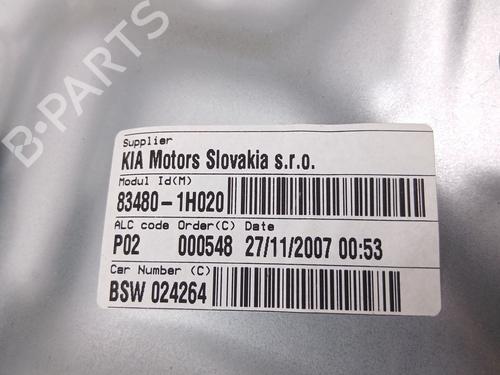 B-PARTS
Supplier
KIA Motors Slovakia s.r.o.
Modul Id(M)
83480-1H020
ALC code Order(C) Date
P02 000548 27/11/2007 00:53
Car Number (C)
BSW 024264